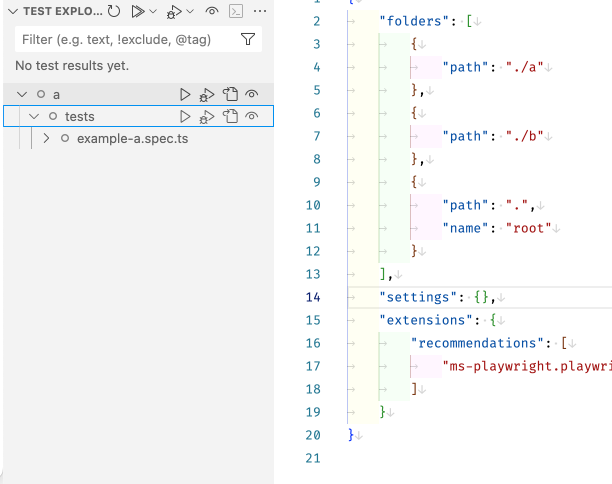 TEST EXPLO...
Filter (e.g. text, !exclude, @tag)
No test results yet.
a
tests
example-a.spec.ts
1 {
2 "folders": [
3 {
4 "path": "./a"
5 },
6 {
7 "path": "./b"
8 },
9 {
10 "path": ".",
11 "name": "root"
12 }
13 ],
14 "settings": {},
15 "extensions": {
16 "recommendations": [
17 "ms-playwright.playwri
18 ]
19 }
20 }
21